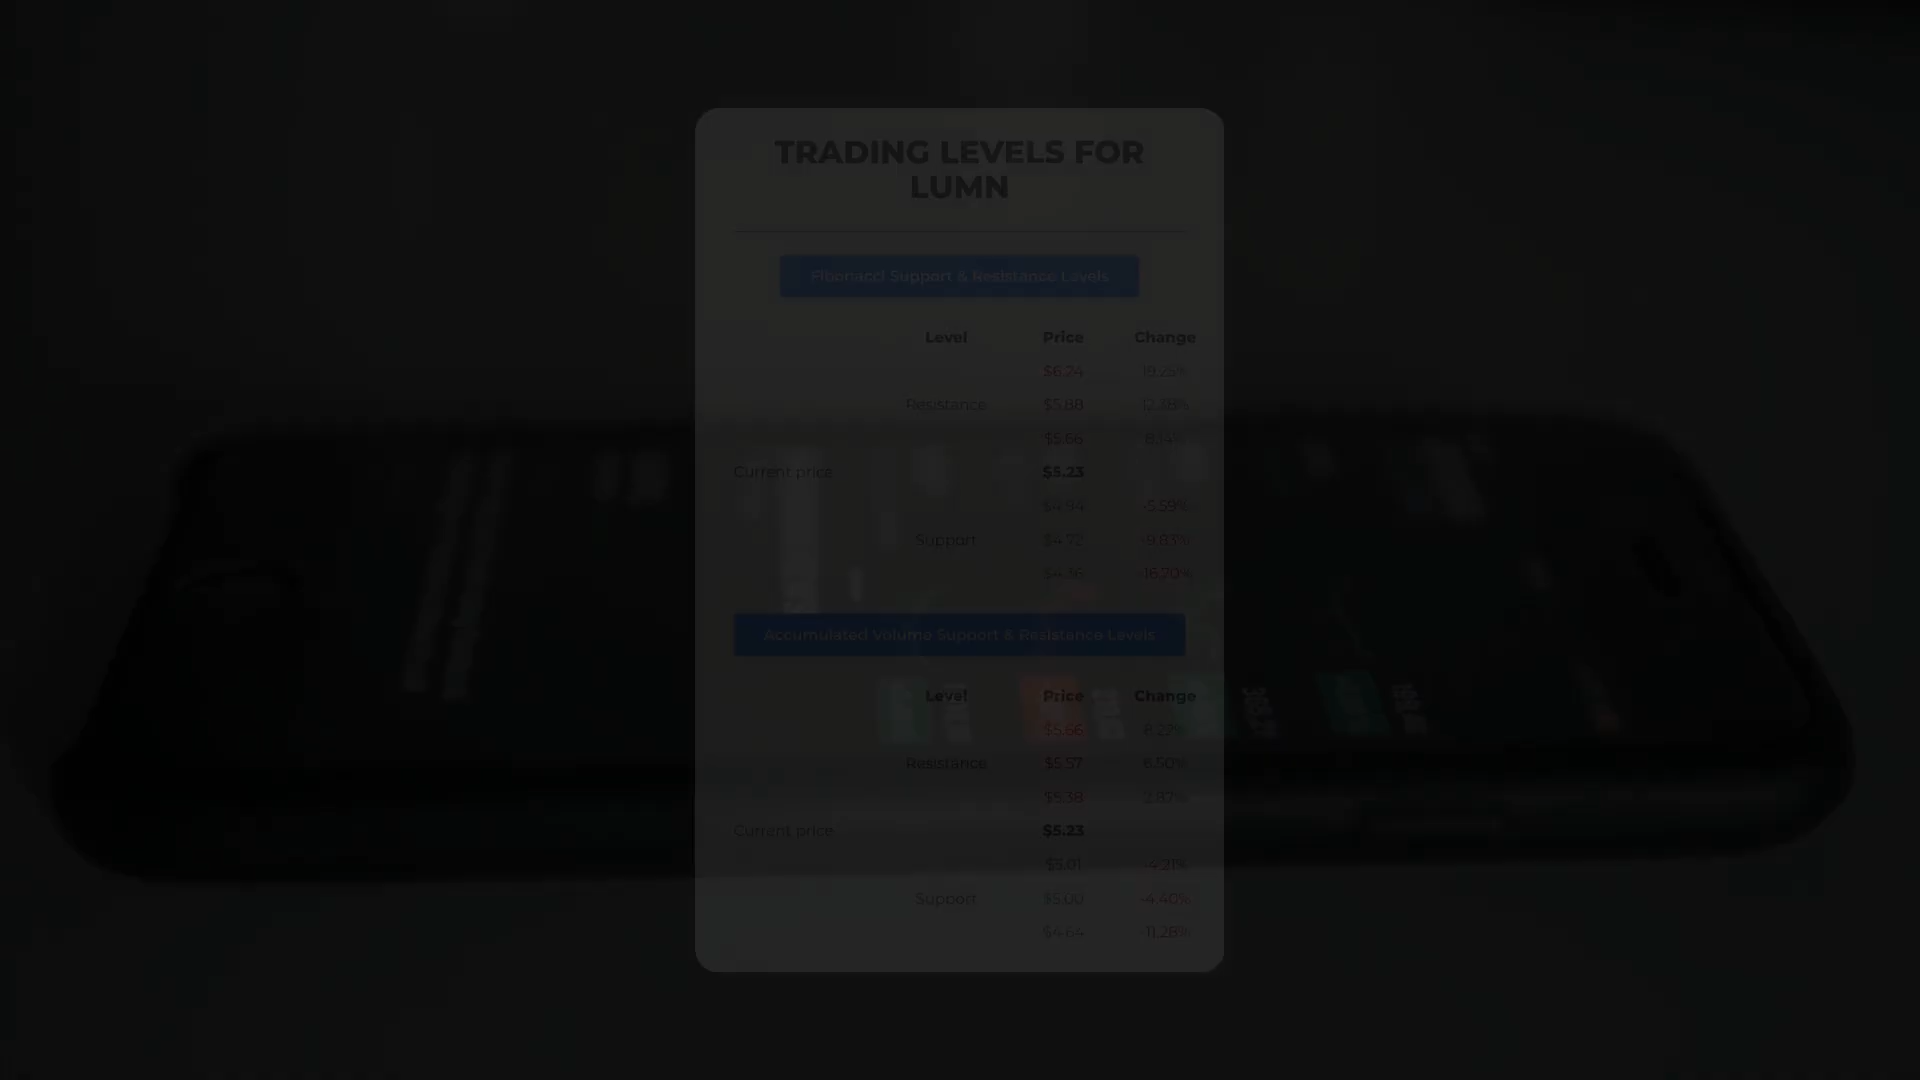 TRADING LEVELS FOR
LUMN
Fibonacci Support & Resistance Levels
Level Price Change
$6.24 19.25%
Resistance $5.88 12.38%
$5.66 8.14%
Current price $5.23
$4.94 -5.59%
Support $4.72 -9.83%
$4.36 -16.70%
Accumulated Volume Support & Resistance Levels
Level Price Change
$5.66 8.22%
Resistance $5.57 6.50%
$5.38 2.87%
Current price $5.23
$5.01 -4.21%
Support $5.00 -4.40%
$4.64 -11.28%